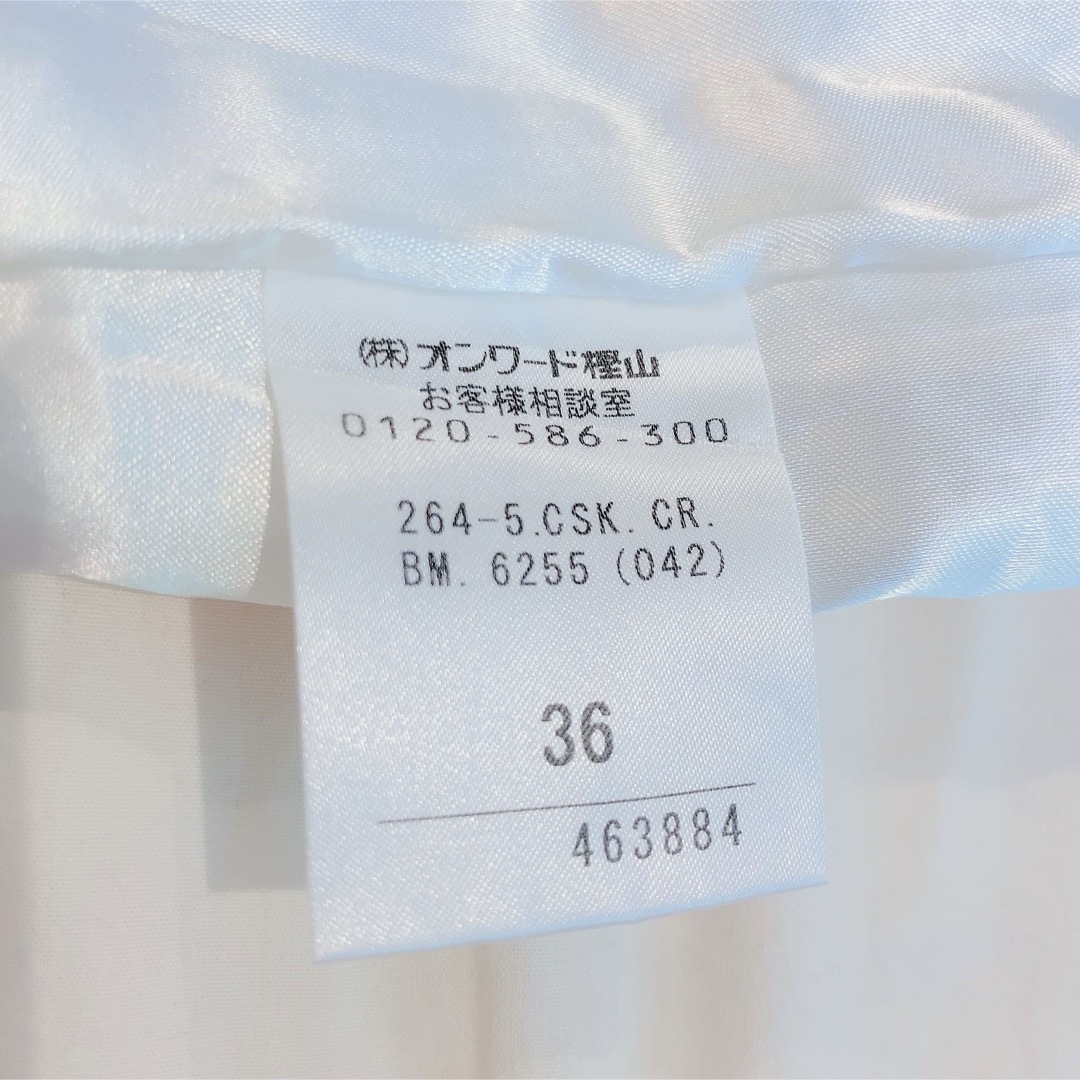 (株)オンワード樫山
お客様相談室
0120-586-300
264-5.CSK. CR.
BM. 6255 (042)
36
463884